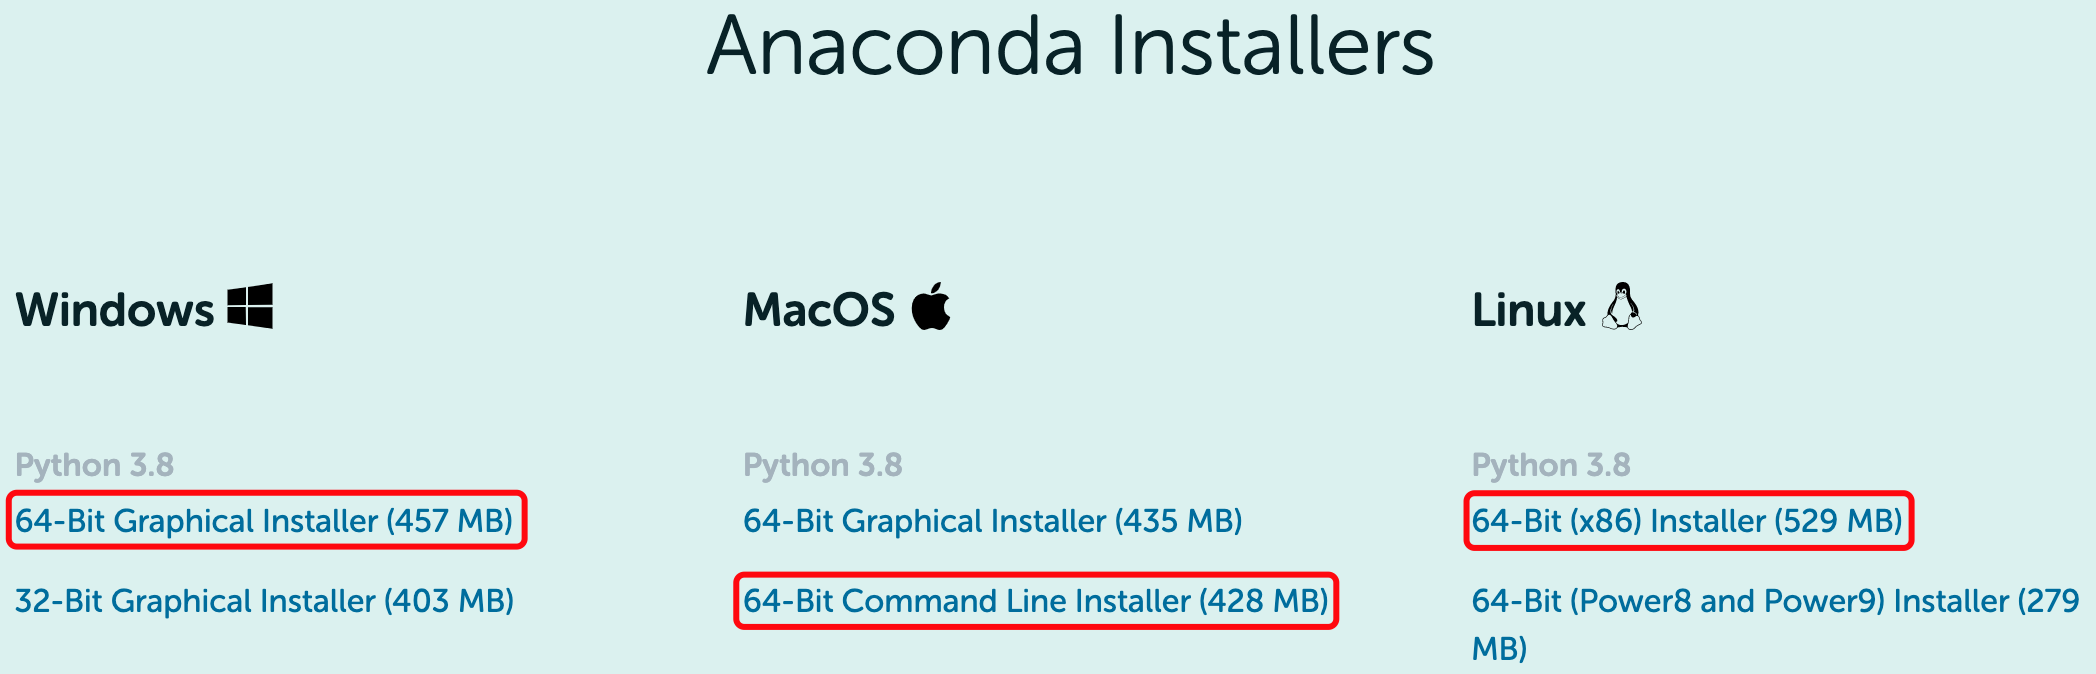 Anaconda Installers
Windows
Python 3.8
64-Bit Graphical Installer (457 MB)
32-Bit Graphical Installer (403 MB)
MacOS
Python 3.8
64-Bit Graphical Installer (435 MB)
64-Bit Command Line Installer (428 MB)
Linux
Python 3.8
64-Bit (x86) Installer (529 MB)
64-Bit (Power8 and Power9) Installer (279
MB)